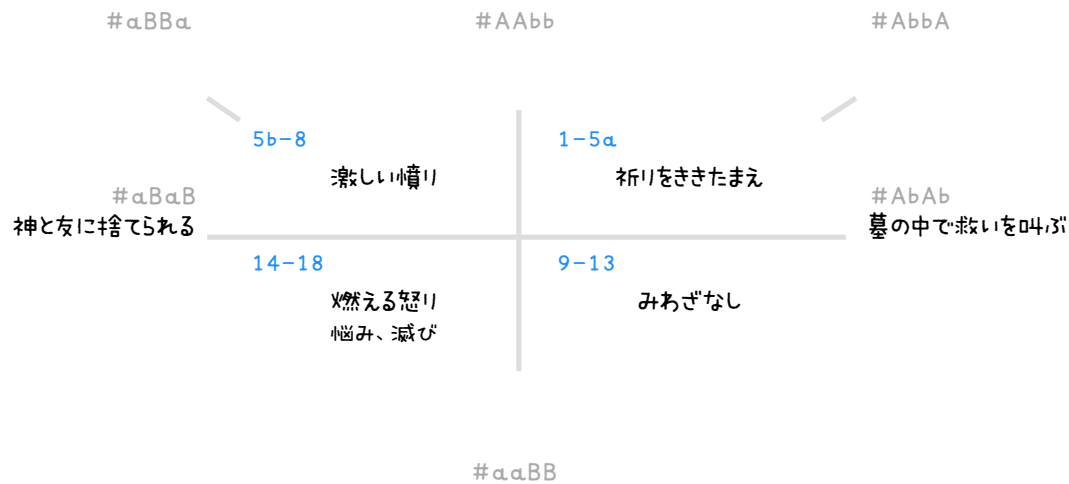 #aBBa
#AAbb
#AbbA
5b-8
1-5a
激しい憤り
祈りをききたまえ
#aBaB
#AbAb
神と友に捨てられる
墓の中で救いを叫ぶ
14-18
9-13
燃える怒り
みわざなし
悩み、滅び
#aaBB